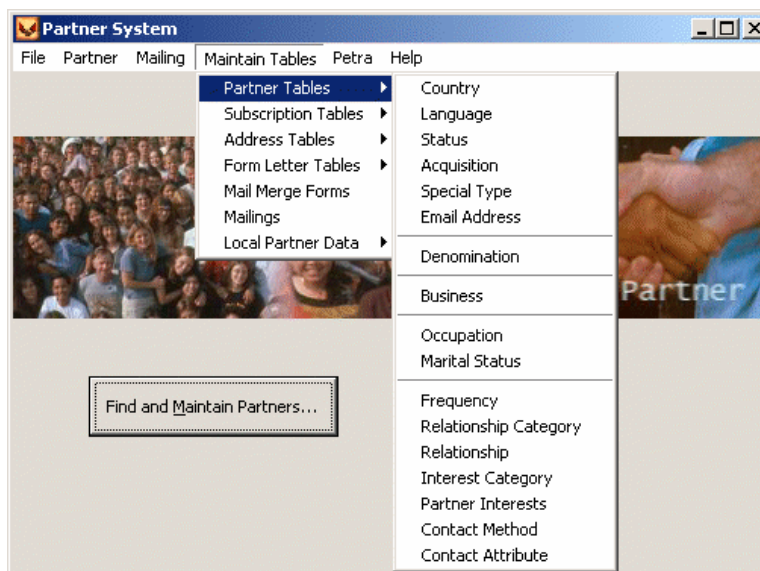 Partner System
File Partner Mailing Maintain Tables Petra Help
Partner Tables
Subscription Tables
Address Tables
Form Letter Tables
Mail Merge Forms
Mailings
Local Partner Data
Country
Language
Status
Acquisition
Special Type
Email Address
Denomination
Business
Occupation
Marital Status
Frequency
Relationship Category
Relationship
Interest Category
Partner Interests
Contact Method
Contact Attribute
Partner
Find and Maintain Partners...